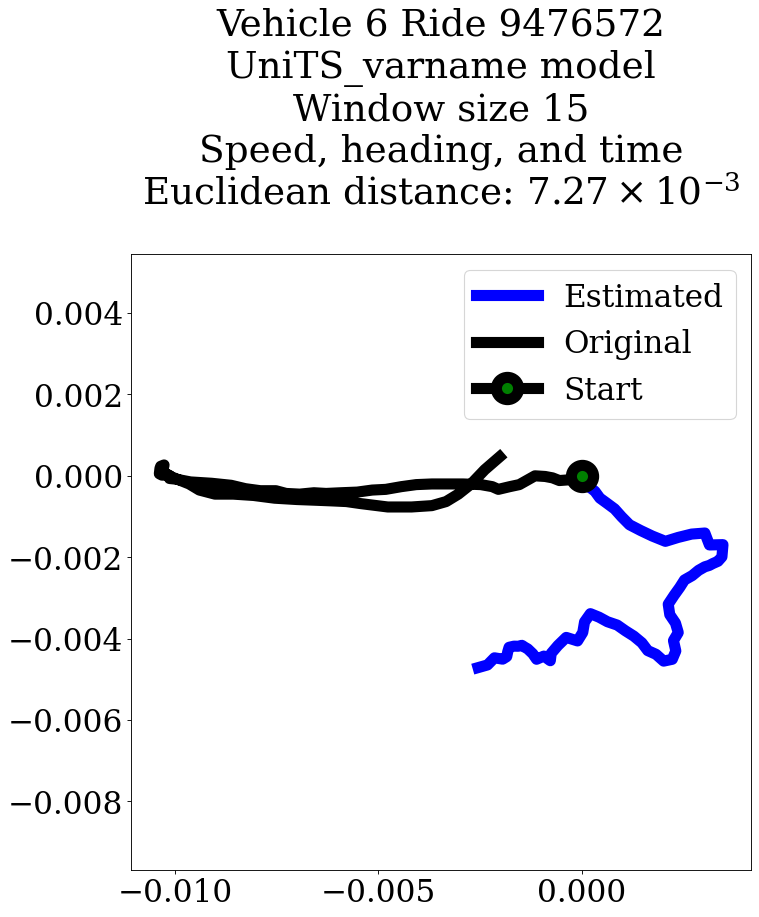 Vehicle 6 Ride 9476572
UniTS_varname model
Window size 15
Speed, heading, and time
Euclidean distance: 7.27 × 10⁻³
Estimated
Original
Start
0.004
0.002
0.000
−0.002
−0.004
−0.006
−0.008
−0.010
−0.005
0.000